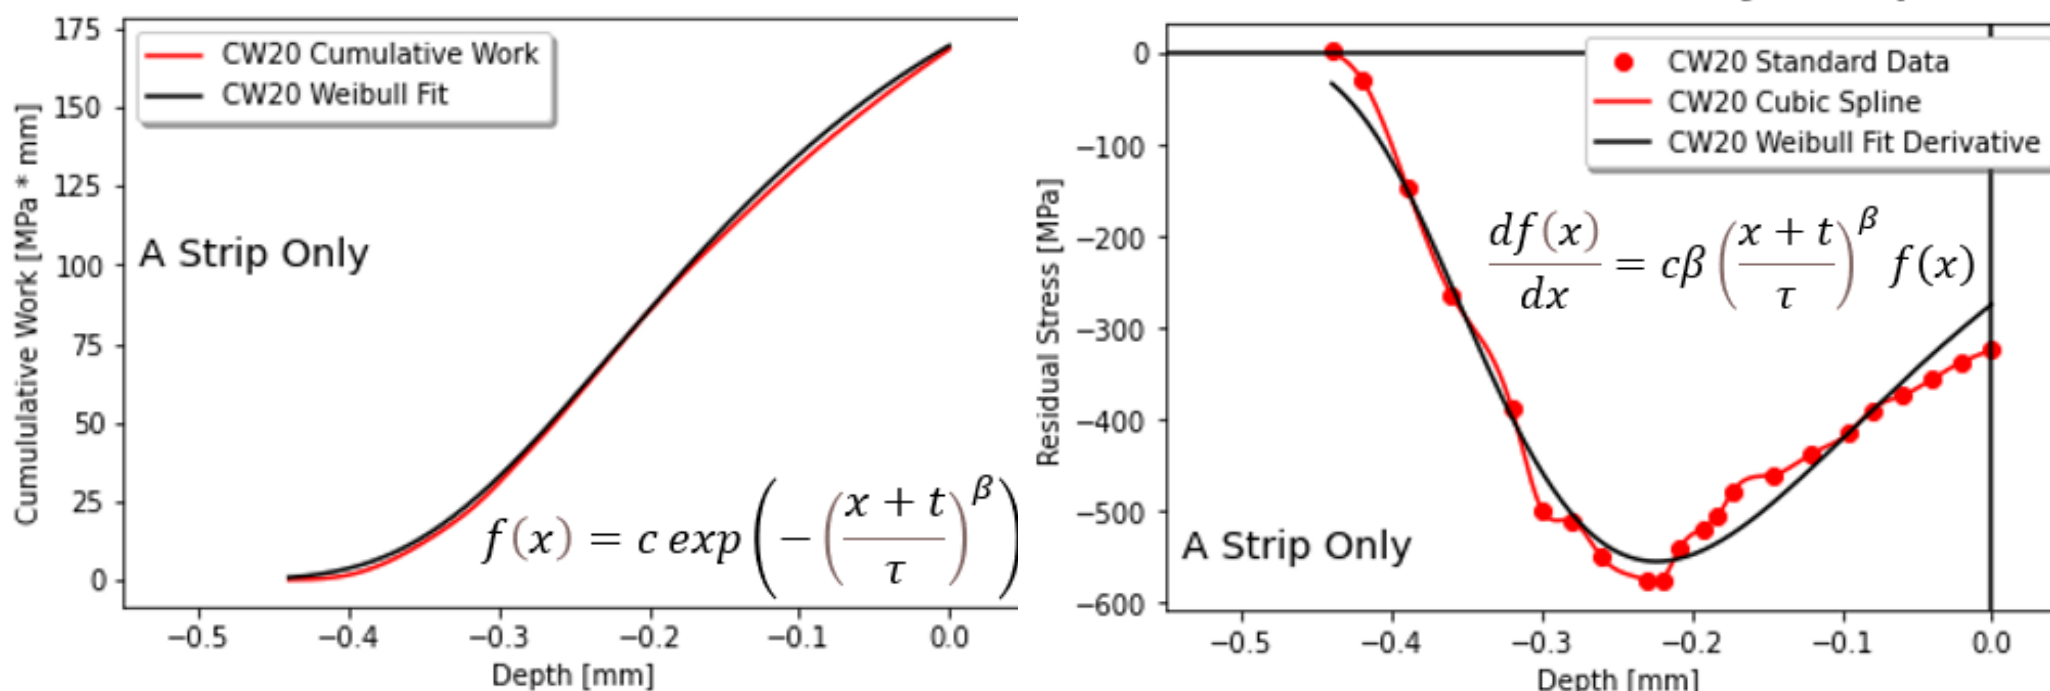 175
150
125
100
75
50
25
0
Cumululative Work [MPa * mm]
CW20 Cumulative Work
CW20 Weibull Fit
A Strip Only
f(x) = c exp(−((x + t)/τ)^β)
−0.5 −0.4 −0.3 −0.2 −0.1 0.0
Depth [mm]
0
−100
−200
−300
−400
−500
−600
Residual Stress [MPa]
CW20 Standard Data
CW20 Cubic Spline
CW20 Weibull Fit Derivative
df(x)/dx = cβ((x + t)/τ)^β f(x)
A Strip Only
−0.5 −0.4 −0.3 −0.2 −0.1 0.0
Depth [mm]